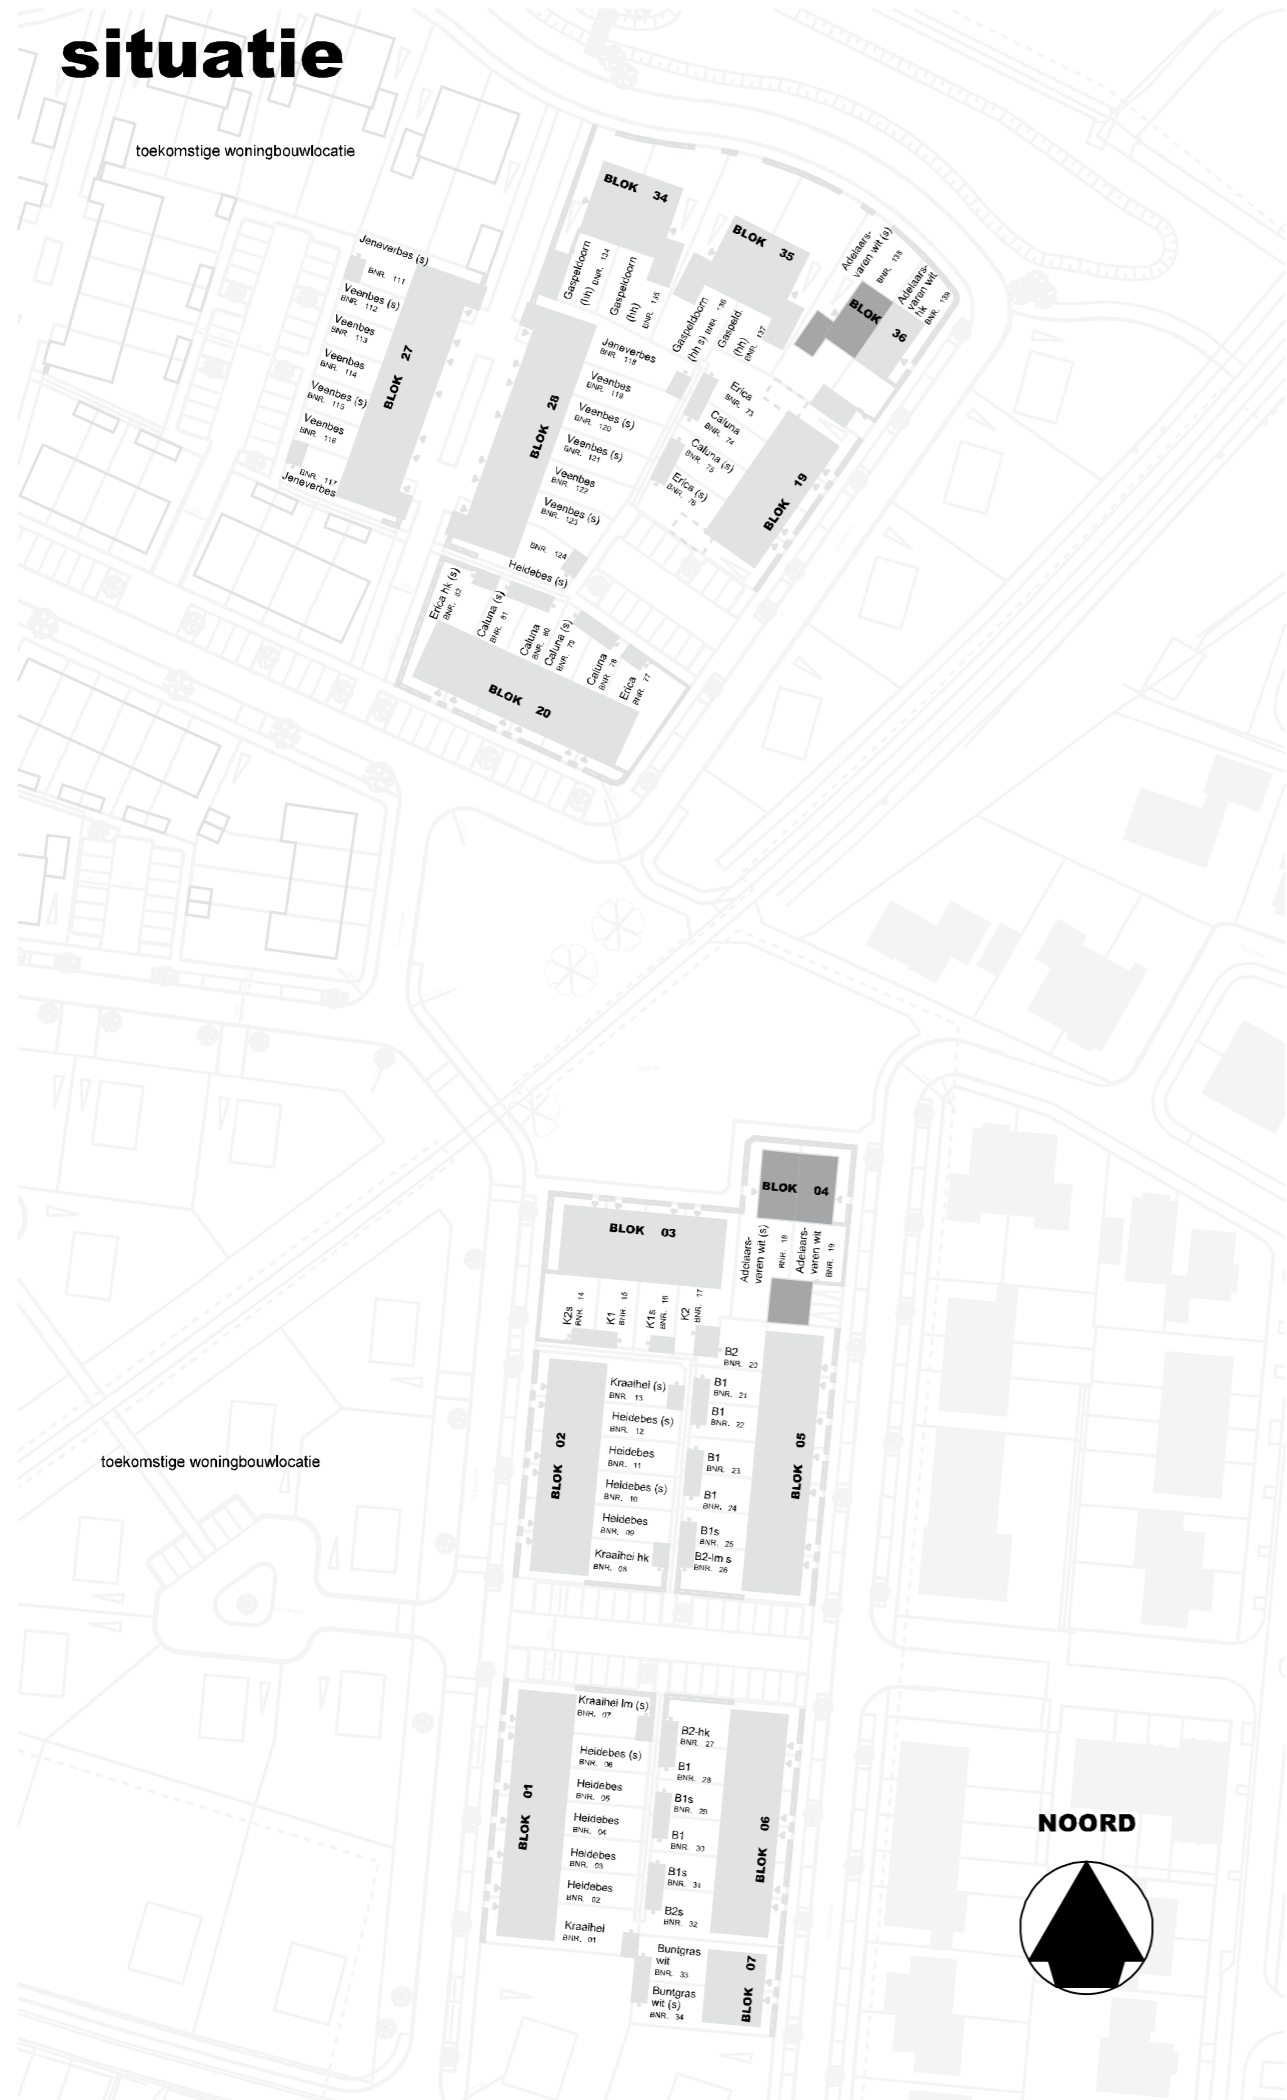 situatie
toekomstige woningbouwlocatie
BLOK 34
BLOK 35
BLOK 36
Adelaars-
varen wit (s)
BNR. 138
Adelaars-
varen wit
hk
BNR. 139
Gaspeldoorn
(hh) BNR. 134
Gaspeldoorn
(hh)
BNR. 135
Gaspeldoorn
(hh s) BNR. 136
Gaspeld.
(hh)
BNR. 137
Jeneverbes (s)
BNR. 111
Veenbes (s)
BNR. 112
Veenbes
BNR. 113
Veenbes
BNR. 114
Veenbes (s)
BNR. 115
Veenbes
BNR. 116
BNR. 117
Jeneverbes
BLOK 27
BLOK 28
Jeneverbes
BNR. 118
Veenbes
BNR. 119
Veenbes (s)
BNR. 120
Veenbes (s)
BNR. 121
Veenbes
BNR. 122
Veenbes (s)
BNR. 123
BNR. 124
Heidebes (s)
Erica
BNR. 73
Caluna
BNR. 74
Caluna (s)
BNR. 75
Erica (s)
BNR. 76
BLOK 19
Erica hk (s)
BNR. 82
Caluna (s)
BNR. 81
Caluna
BNR. 80
Caluna (s)
BNR. 79
Caluna
BNR. 78
Erica
BNR. 77
BLOK 20
BLOK 04
Adelaars-
varen wit (s)
BNR. 18
Adelaars-
varen wit
BNR. 19
BLOK 03
K2s
BNR. 14
K1
BNR. 15
K1s
BNR. 16
K2
BNR. 17
BLOK 02
Kraaihei (s)
BNR. 13
Heidebes (s)
BNR. 12
Heidebes
BNR. 11
Heidebes (s)
BNR. 10
Heidebes
BNR. 09
Kraaihei hk
BNR. 08
B2
BNR. 20
B1
BNR. 21
B1
BNR. 22
B1
BNR. 23
B1
BNR. 24
B1s
BNR. 25
B2-lm s
BNR. 26
BLOK 05
toekomstige woningbouwlocatie
BLOK 01
Kraaihei lm (s)
BNR. 07
Heidebes (s)
BNR. 06
Heidebes
BNR. 05
Heidebes
BNR. 04
Heidebes
BNR. 03
Heidebes
BNR. 02
Kraaihei
BNR. 01
B2-hk
BNR. 27
B1
BNR. 28
B1s
BNR. 29
B1
BNR. 30
B1s
BNR. 31
B2s
BNR. 32
BLOK 06
Buntgras
wit
BNR. 33
Buntgras
wit (s)
BNR. 34
BLOK 07
NOORD